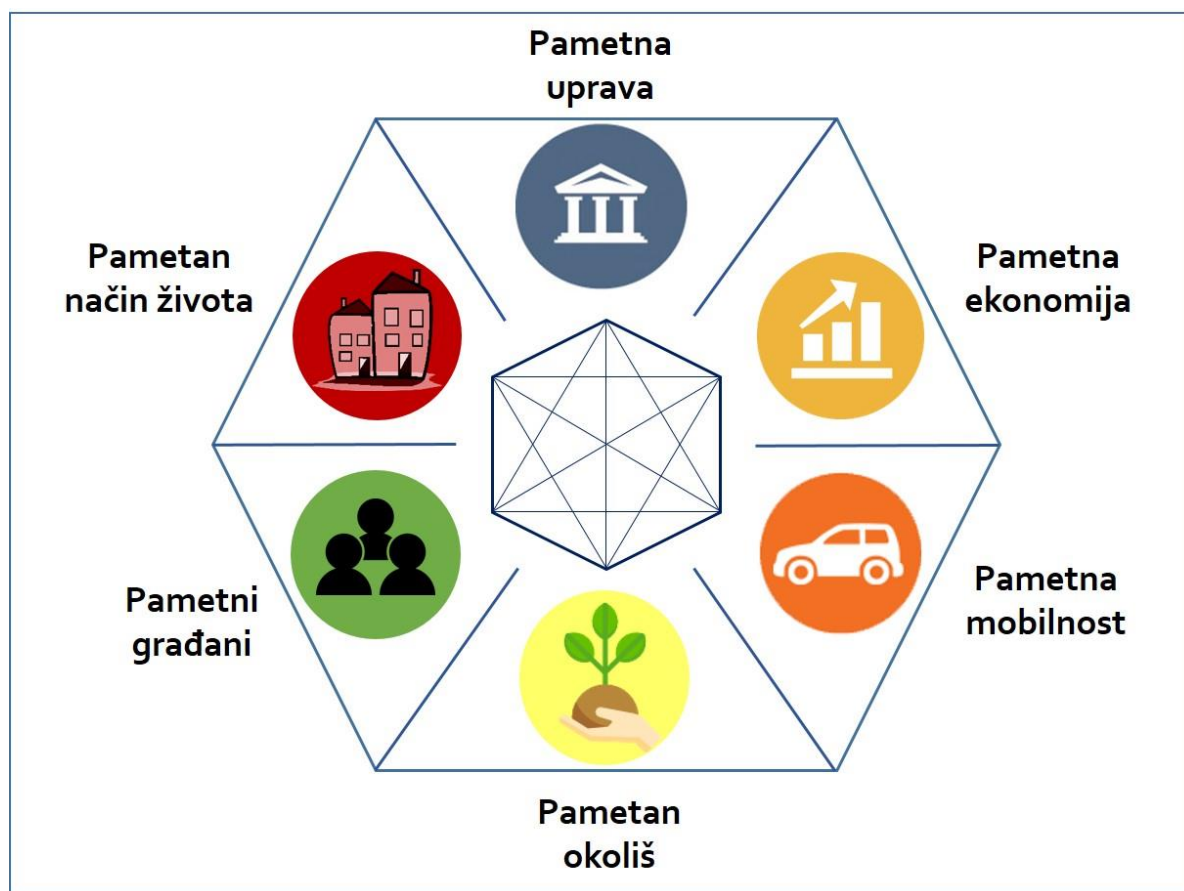 Pametna
uprava
Pametan
način života
Pametna
ekonomija
Pametni
građani
Pametna
mobilnost
Pametan
okoliš